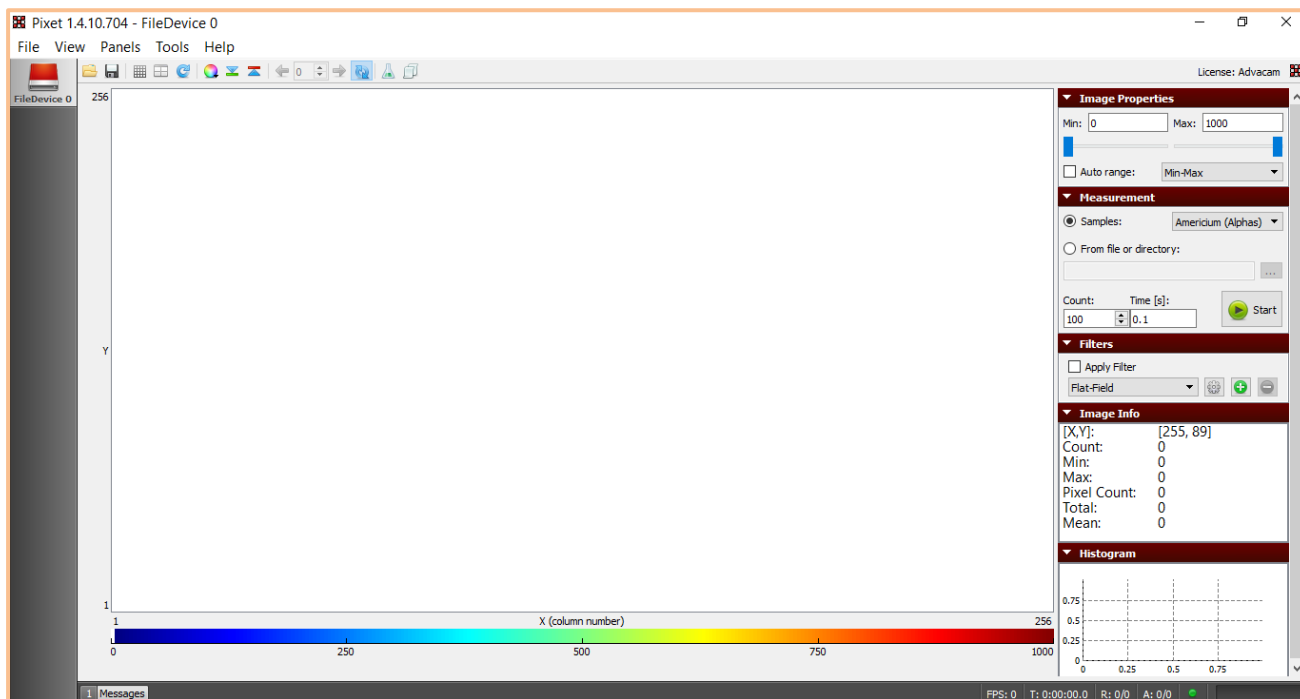 Pixet 1.4.10.704 - FileDevice 0
File View Panels Tools Help
FileDevice 0
0
License: Advacam
256
Y
1
1 X (column number) 256
0 250 500 750 1000
Image Properties
Min: 0 Max: 1000
Auto range: Min-Max
Measurement
Samples: Americium (Alphas)
From file or directory:
...
Count: Time [s]:
100 0.1 Start
Filters
Apply Filter
Flat-Field
Image Info
[X,Y]: [255, 89]
Count: 0
Min: 0
Max: 0
Pixel Count: 0
Total: 0
Mean: 0
Histogram
0.75
0.5
0.25
0
0 0.25 0.5 0.75
1 Messages
FPS: 0 T: 0:00:00.0 R: 0/0 A: 0/0